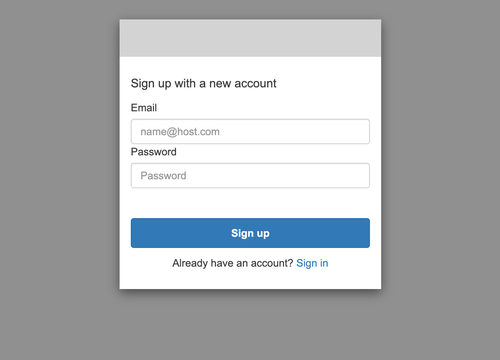 Sign up with a new account
Email
name@host.com
Password
Password
Sign up
Already have an account? Sign in